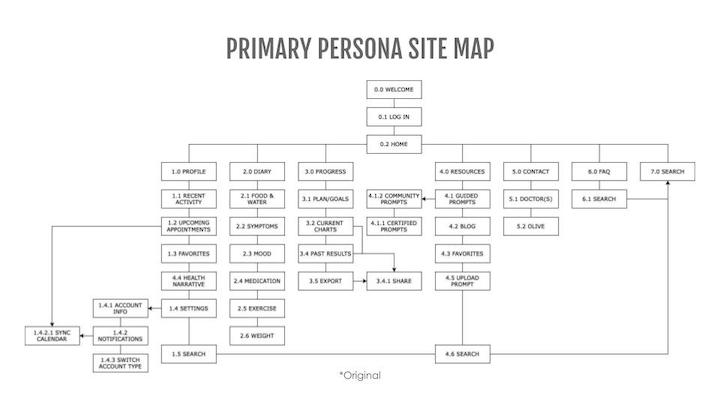 PRIMARY PERSONA SITE MAP
0.0 WELCOME
0.1 LOG IN
0.2 HOME
1.0 PROFILE
2.0 DIARY
3.0 PROGRESS
4.0 RESOURCES
5.0 CONTACT
6.0 FAQ
7.0 SEARCH
1.1 RECENT
ACTIVITY
2.1 FOOD &
WATER
3.1 PLAN/GOALS
4.1.2 COMMUNITY
PROMPTS
4.1 GUIDED
PROMPTS
5.1 DOCTOR(S)
6.1 SEARCH
1.2 UPCOMING
APPOINTMENTS
2.2 SYMPTOMS
3.2 CURRENT
CHARTS
4.1.1 CERTIFIED
PROMPTS
4.2 BLOG
5.2 OLIVE
1.3 FAVORITES
2.3 MOOD
3.4 PAST RESULTS
4.3 FAVORITES
4.4 HEALTH
NARRATIVE
2.4 MEDICATION
3.5 EXPORT
3.4.1 SHARE
4.5 UPLOAD
PROMPT
1.4.1 ACCOUNT
INFO
1.4 SETTINGS
2.5 EXERCISE
1.4.2.1 SYNC
CALENDAR
1.4.2
NOTIFICATIONS
2.6 WEIGHT
1.4.3 SWITCH
ACCOUNT TYPE
1.5 SEARCH
4.6 SEARCH
*Original